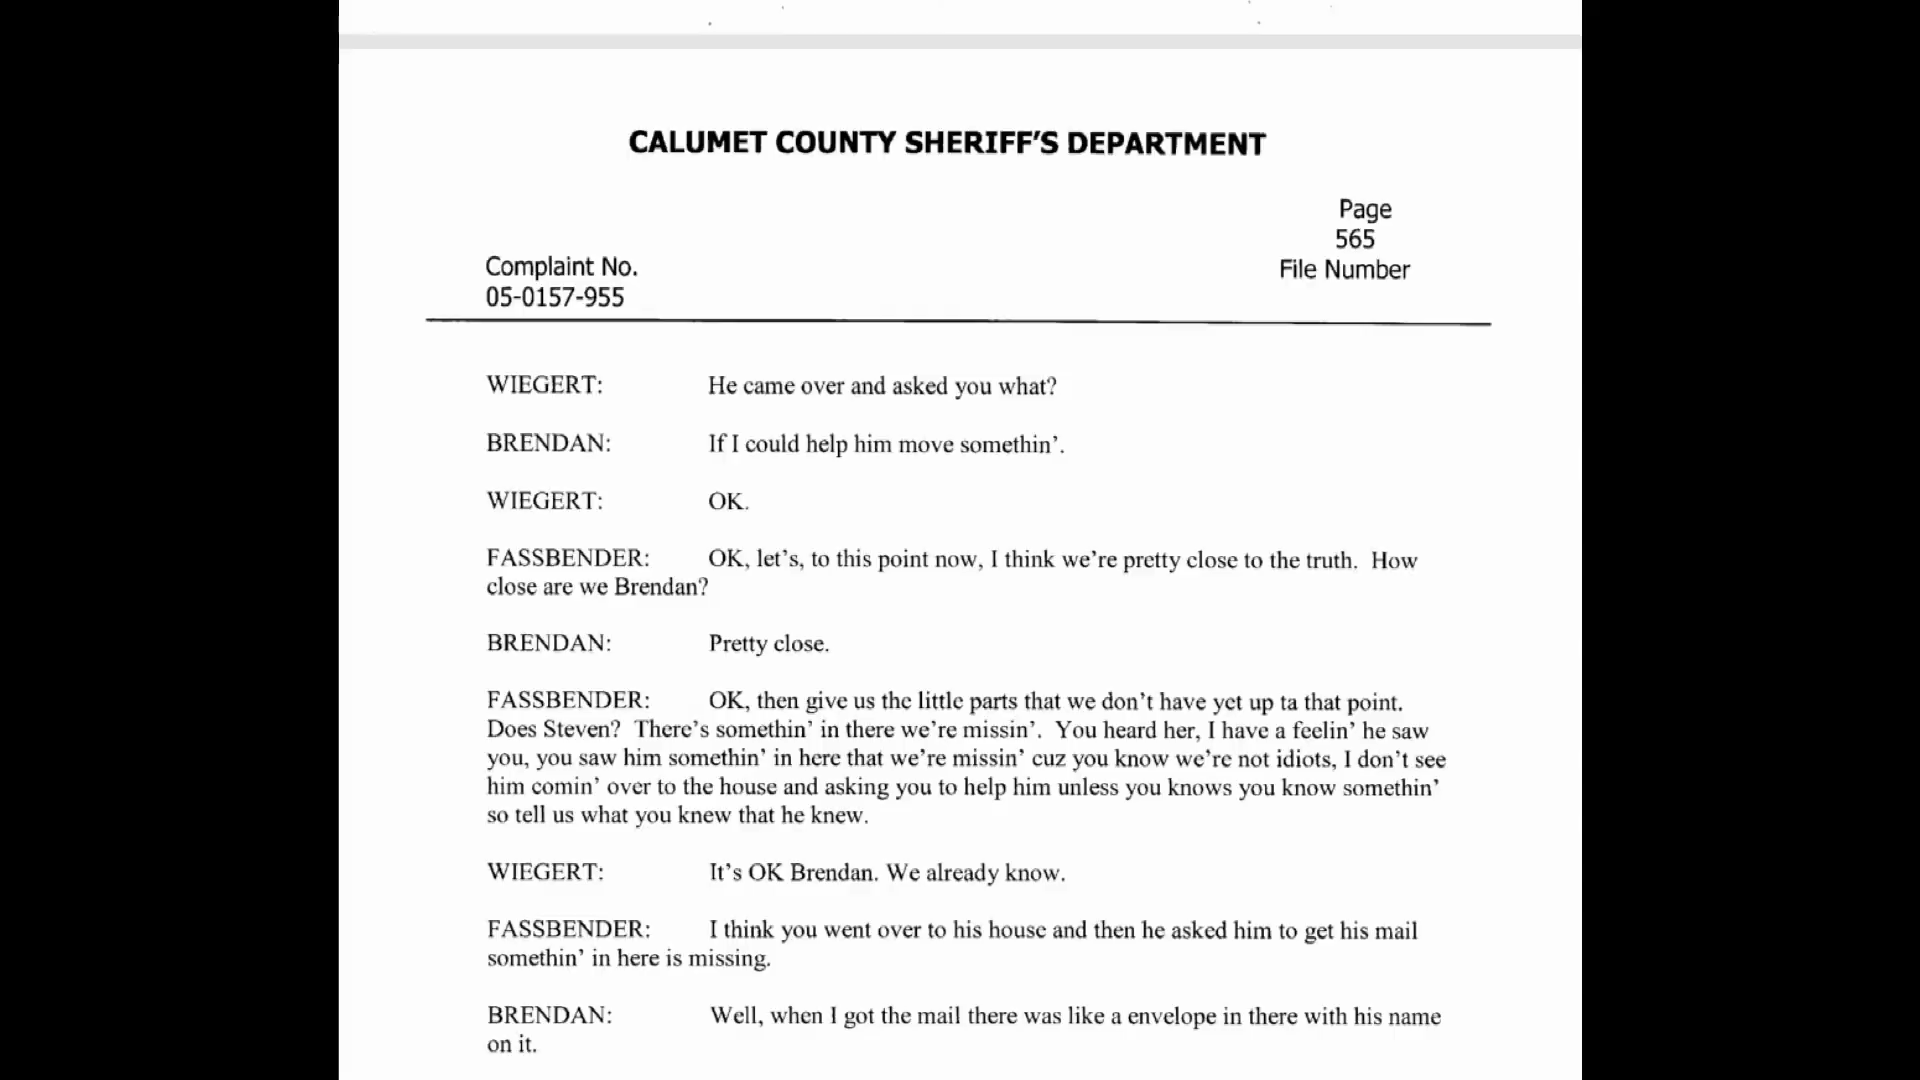 CALUMET COUNTY SHERIFF'S DEPARTMENT
Page
565
File Number
Complaint No.
05-0157-955
WIEGERT: He came over and asked you what?
BRENDAN: If I could help him move somethin'.
WIEGERT: OK.
FASSBENDER: OK, let's, to this point now, I think we're pretty close to the truth. How
close are we Brendan?
BRENDAN: Pretty close.
FASSBENDER: OK, then give us the little parts that we don't have yet up ta that point.
Does Steven? There's somethin' in there we're missin'. You heard her, I have a feelin' he saw
you, you saw him somethin' in here that we're missin' cuz you know we're not idiots, I don't see
him comin' over to the house and asking you to help him unless you knows you know somethin'
so tell us what you knew that he knew.
WIEGERT: It's OK Brendan. We already know.
FASSBENDER: I think you went over to his house and then he asked him to get his mail
somethin' in here is missing.
BRENDAN: Well, when I got the mail there was like a envelope in there with his name
on it.